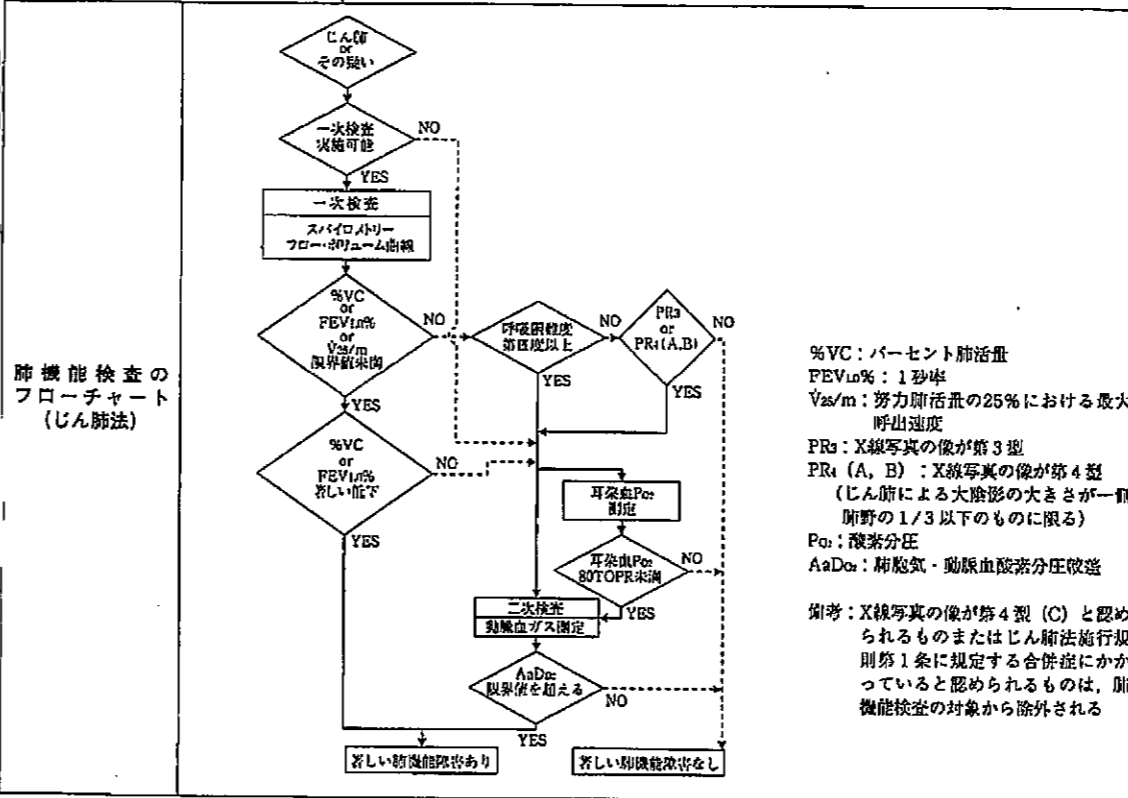 肺機能検査の
フローチャート
(じん肺法)
じん肺
or
その疑い
一次検査
実施可能
NO
YES
一次検査
スパイロメトリー
フロー・ボリューム曲線
%VC
or
FEV1.0%
or
V̇25/m
限界値未満
NO
YES
呼吸困難度
第Ⅲ度以上
NO
YES
PR3
or
PR4(A,B)
NO
YES
%VC
or
FEV1.0%
著しい低下
NO
YES
耳朶血Po2
測定
耳朶血Po2
80TOPR未満
NO
YES
二次検査
動脈血ガス測定
AaDo2
限界値を超える
NO
YES
著しい肺機能障害あり
著しい肺機能障害なし
%VC:パーセント肺活量
FEV1.0%:1秒率
V̇25/m:努力肺活量の25%における最大
呼出速度
PR3:X線写真の像が第3型
PR4(A, B):X線写真の像が第4型
(じん肺による大陰影の大きさが一側
肺野の1/3以下のものに限る)
Po2:酸素分圧
AaDo2:肺胞気・動脈血酸素分圧較差
備考:X線写真の像が第4型(C)と認め
られるものまたはじん肺法施行規
則第1条に規定する合併症にかか
っていると認められるものは,肺
機能検査の対象から除外される